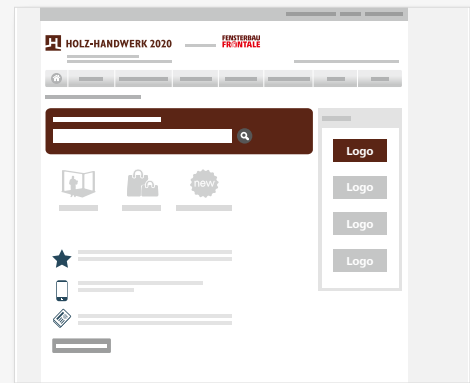 HOLZ-HANDWERK 2020
FENSTERBAU
FRONTALE
new
Logo
Logo
Logo
Logo